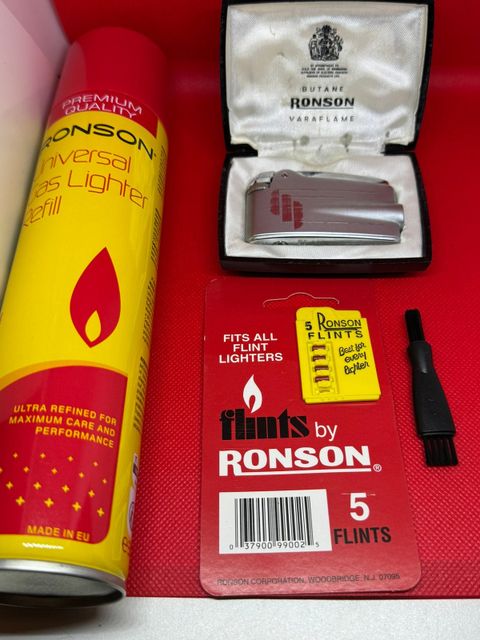 PREMIUM
QUALITY
RONSON
Universal
Gas Lighter
Refill
ULTRA REFINED FOR
MAXIMUM CARE AND
PERFORMANCE
MADE IN EU
BUTANE
RONSON
VARAFLAME
FITS ALL
FLINT
LIGHTERS
5 RONSON
FLINTS
Best for
every
lighter
flints by
RONSON®
5
FLINTS
0 37900 99002 5
RONSON CORPORATION, WOODBRIDGE, N.J. 07095